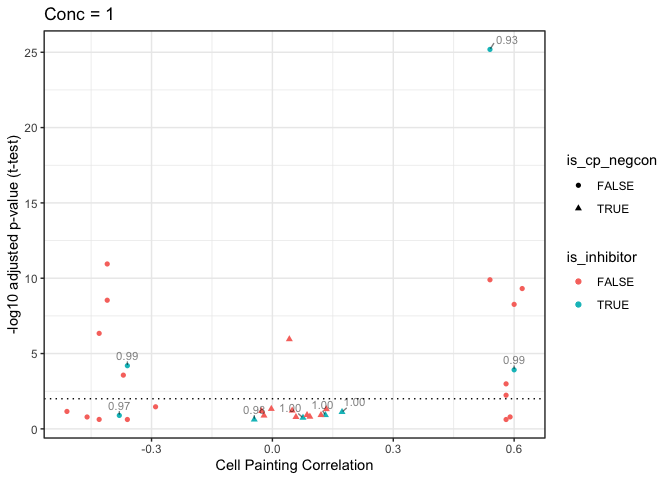 Conc = 1
-log10 adjusted p-value (t-test)
25
20
15
10
5
0
0.93
0.99
0.97
1.00
1.00
1.00
0.99
-0.3
0.0
0.3
0.6
Cell Painting Correlation
is_cp_negcon
FALSE
TRUE
is_inhibitor
FALSE
TRUE